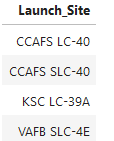 Launch_Site
CCAFS LC-40
CCAFS SLC-40
KSC LC-39A
VAFB SLC-4E